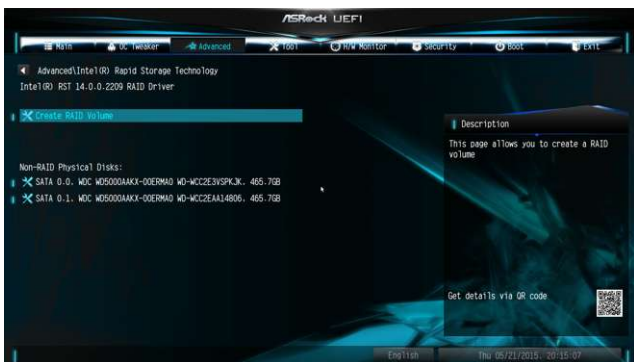 ASRock UEFI
Main OC Tweaker Advanced Tool H/W Monitor Security Boot Exit
Advanced\Intel(R) Rapid Storage Technology
Intel(R) RST 14.0.0.2209 RAID Driver
Create RAID Volume
Non-RAID Physical Disks:
SATA 0.0. WDC WD5000AAKX-00ERMA0 WD-WCC2E3VSPKJK. 465.7GB
SATA 0.1. WDC WD5000AAKX-00ERMA0 WD-WCC2EAA14806. 465.7GB
Description
This page allows you to create a RAID
volume
Get details via QR code
English Thu 05/21/2015. 20:15:07